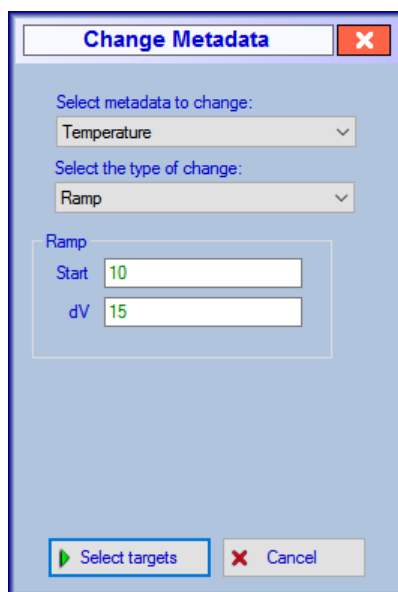 Change Metadata
Select metadata to change:
Temperature
Select the type of change:
Ramp
Ramp
Start 10
dV 15
Select targets Cancel